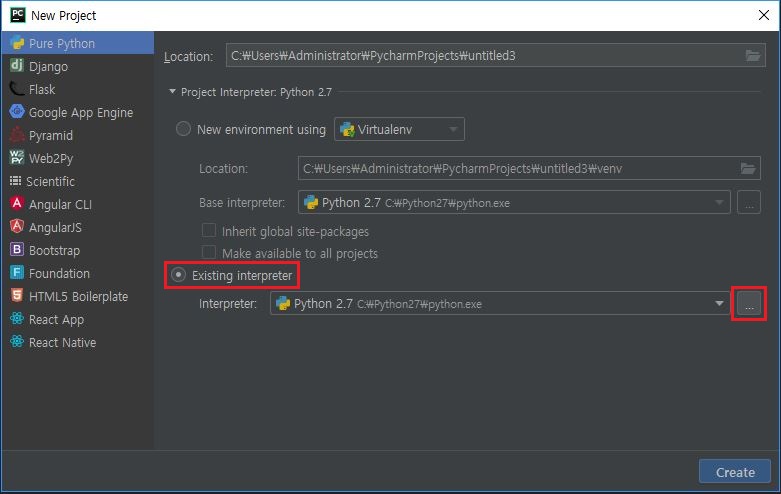 PC New Project
Pure Python
Django
Flask
Google App Engine
Pyramid
Web2Py
Scientific
Angular CLI
AngularJS
Bootstrap
Foundation
HTML5 Boilerplate
React App
React Native
Location: C:₩Users₩Administrator₩PycharmProjects₩untitled3
Project Interpreter: Python 2.7
New environment using Virtualenv
Location: C:₩Users₩Administrator₩PycharmProjects₩untitled3₩venv
Base interpreter: Python 2.7 C:₩Python27₩python.exe ...
Inherit global site-packages
Make available to all projects
Existing interpreter
Interpreter: Python 2.7 C:₩Python27₩python.exe ...
Create